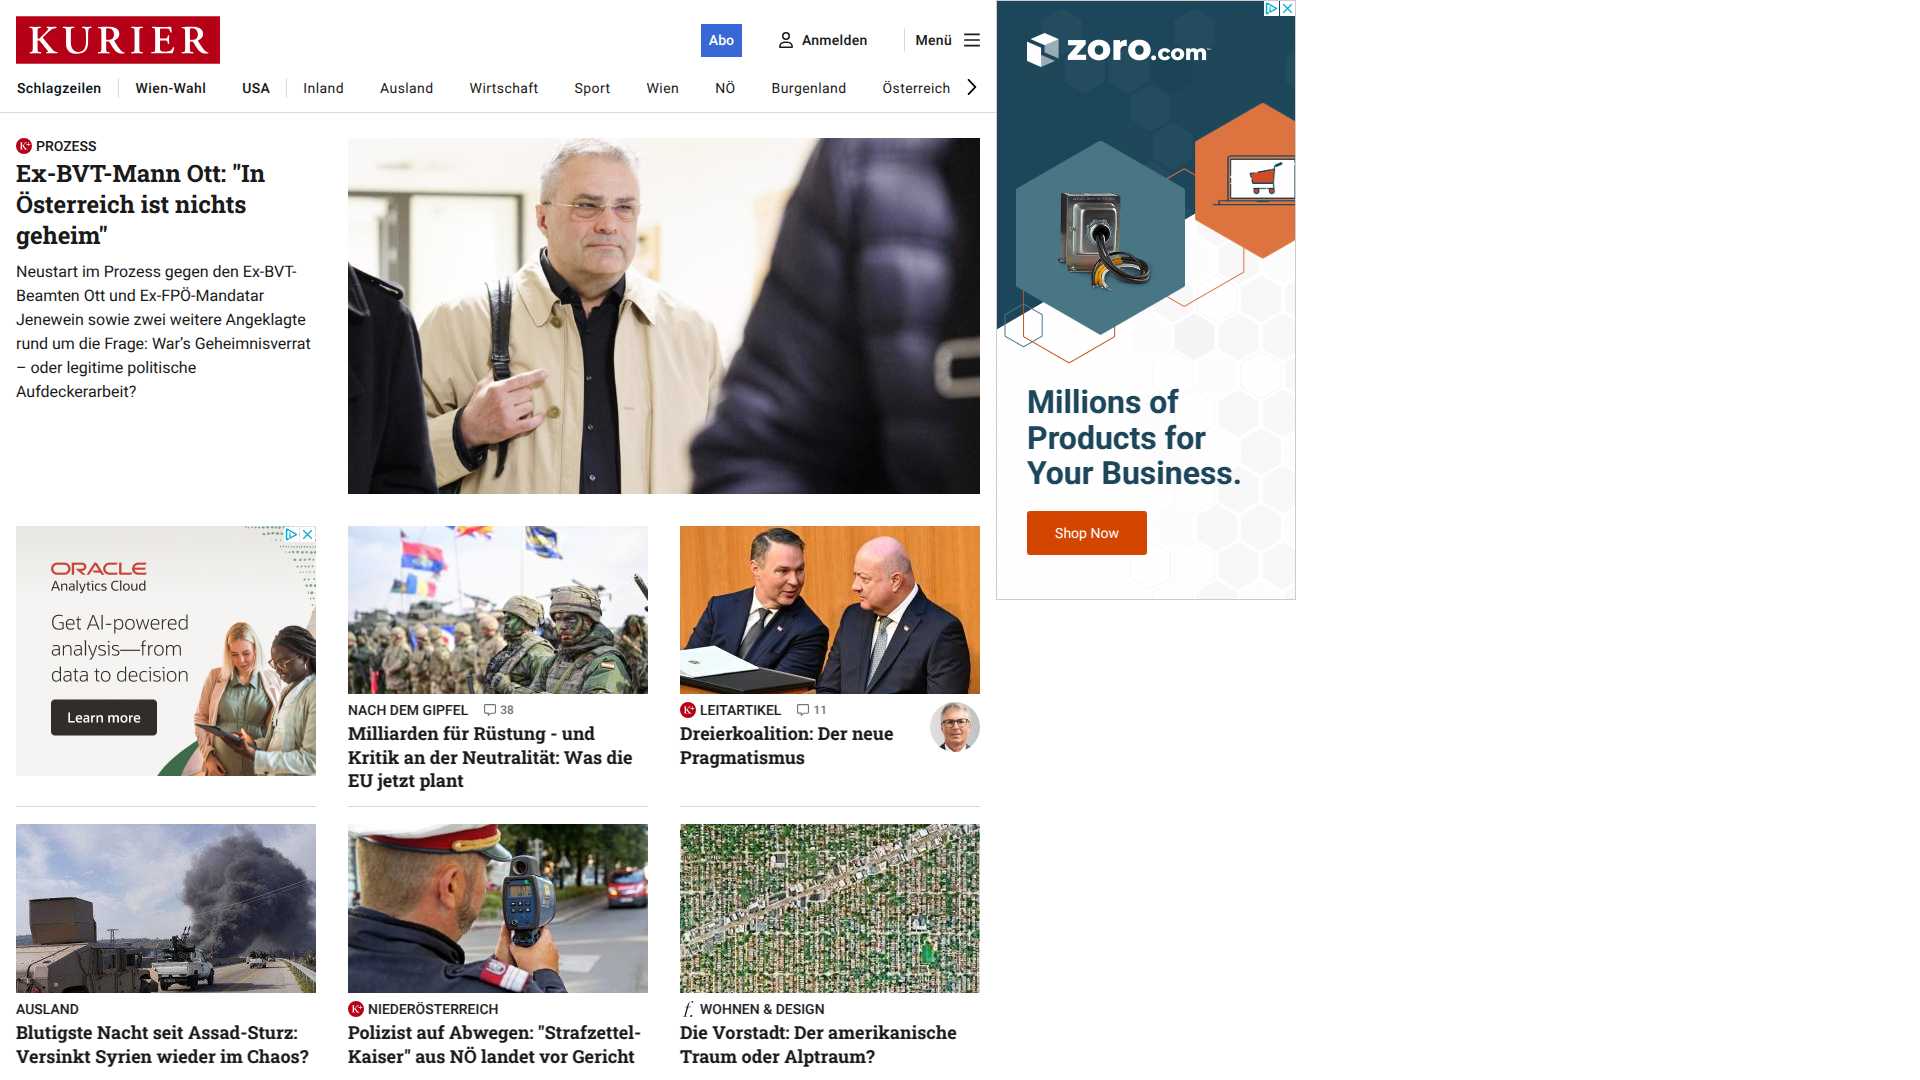 KURIER
Abo
Anmelden
Menü
Schlagzeilen
Wien-Wahl
USA
Inland
Ausland
Wirtschaft
Sport
Wien
NÖ
Burgenland
Österreich
PROZESS
Ex-BVT-Mann Ott: "In
Österreich ist nichts
geheim"
Neustart im Prozess gegen den Ex-BVT-
Beamten Ott und Ex-FPÖ-Mandatar
Jenewein sowie zwei weitere Angeklagte
rund um die Frage: War's Geheimnisverrat
– oder legitime politische
Aufdeckerarbeit?
zoro.com
Millions of
Products for
Your Business.
Shop Now
ORACLE
Analytics Cloud
Get AI-powered
analysis—from
data to decision
Learn more
NACH DEM GIPFEL 38
Milliarden für Rüstung - und
Kritik an der Neutralität: Was die
EU jetzt plant
LEITARTIKEL 11
Dreierkoalition: Der neue
Pragmatismus
AUSLAND
Blutigste Nacht seit Assad-Sturz:
Versinkt Syrien wieder im Chaos?
NIEDERÖSTERREICH
Polizist auf Abwegen: "Strafzettel-
Kaiser" aus NÖ landet vor Gericht
f. WOHNEN & DESIGN
Die Vorstadt: Der amerikanische
Traum oder Alptraum?